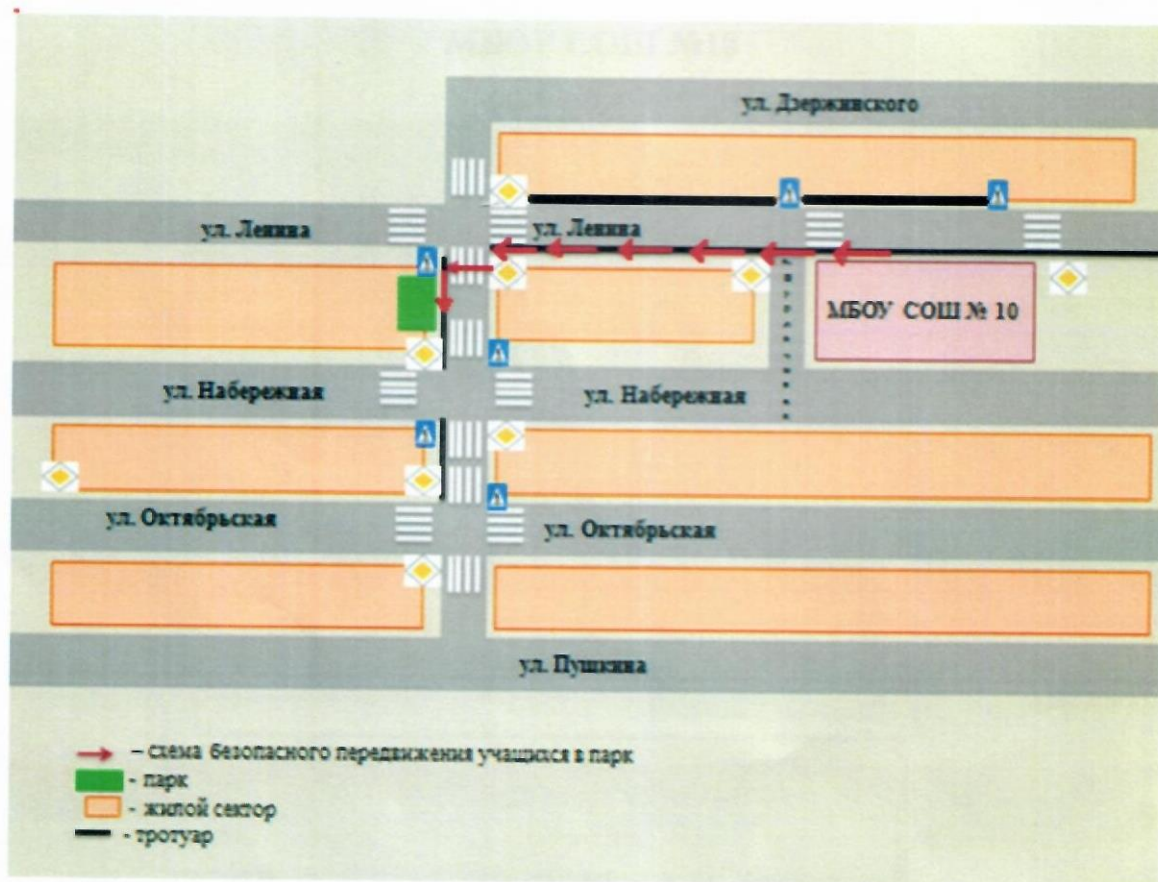 ул. Дзержинского
ул. Ленина
ул. Ленина
МБОУ СОШ № 10
ул. Набережная
ул. Набережная
ул. Октябрьская
ул. Октябрьская
ул. Пушкина
– схема безопасного передвижения учащихся в парк
- парк
- жилой сектор
- тротуар